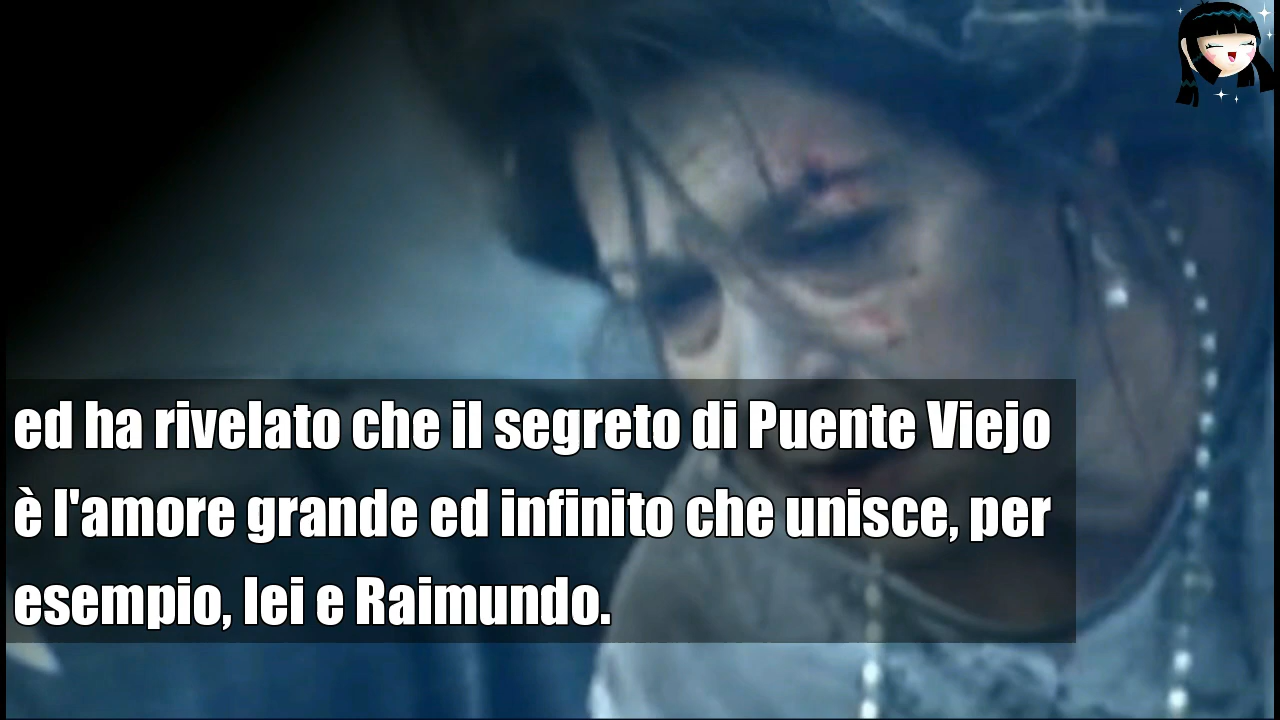 ed ha rivelato che il segreto di Puente Viejo
è l'amore grande ed infinito che unisce, per
esempio, lei e Raimundo.